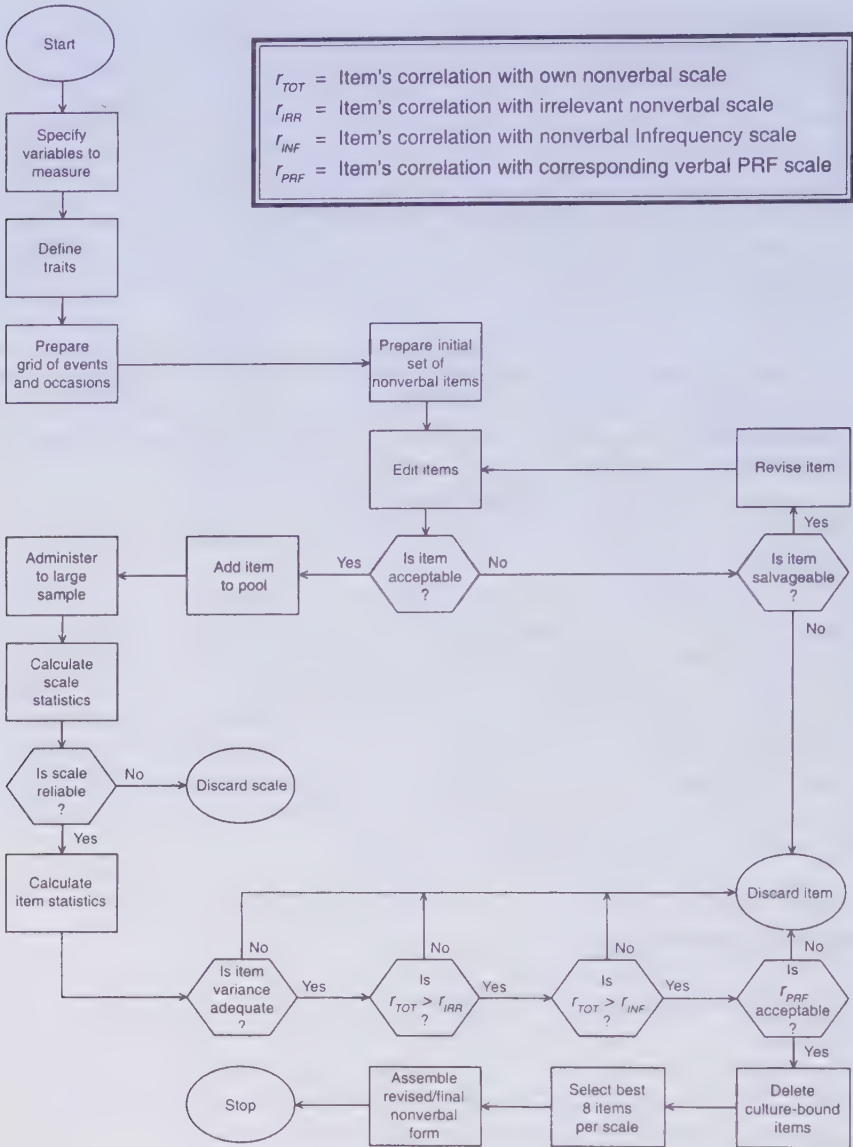 Start
r_TOT = Item's correlation with own nonverbal scale
r_IRR = Item's correlation with irrelevant nonverbal scale
r_INF = Item's correlation with nonverbal Infrequency scale
r_PRF = Item's correlation with corresponding verbal PRF scale
Specify
variables to
measure
Define
traits
Prepare
grid of events
and occasions
Prepare initial
set of
nonverbal items
Edit items
Revise item
Yes
Is item
acceptable
?
Yes
No
Is item
salvageable
?
No
Add item
to pool
Administer
to large
sample
Calculate
scale
statistics
Is scale
reliable
?
No
Discard scale
Yes
Calculate
item statistics
Discard item
No
No
No
No
Is item
variance
adequate
?
Yes
Is
r_TOT > r_IRR
?
Yes
Is
r_TOT > r_INF
?
Yes
Is
r_PRF
acceptable
?
Yes
Delete
culture-bound
items
Select best
8 items
per scale
Assemble
revised/final
nonverbal
form
Stop